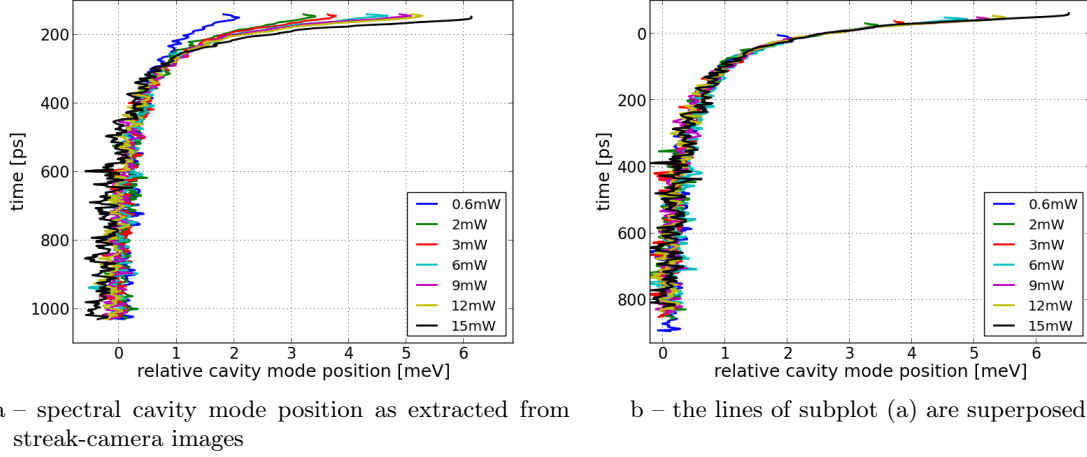 200
400
600
800
1000
time [ps]
0 1 2 3 4 5 6
relative cavity mode position [meV]
0.6mW
2mW
3mW
6mW
9mW
12mW
15mW
0
200
400
600
800
time [ps]
0 1 2 3 4 5 6
relative cavity mode position [meV]
0.6mW
2mW
3mW
6mW
9mW
12mW
15mW
a – spectral cavity mode position as extracted from
streak-camera images
b – the lines of subplot (a) are superposed